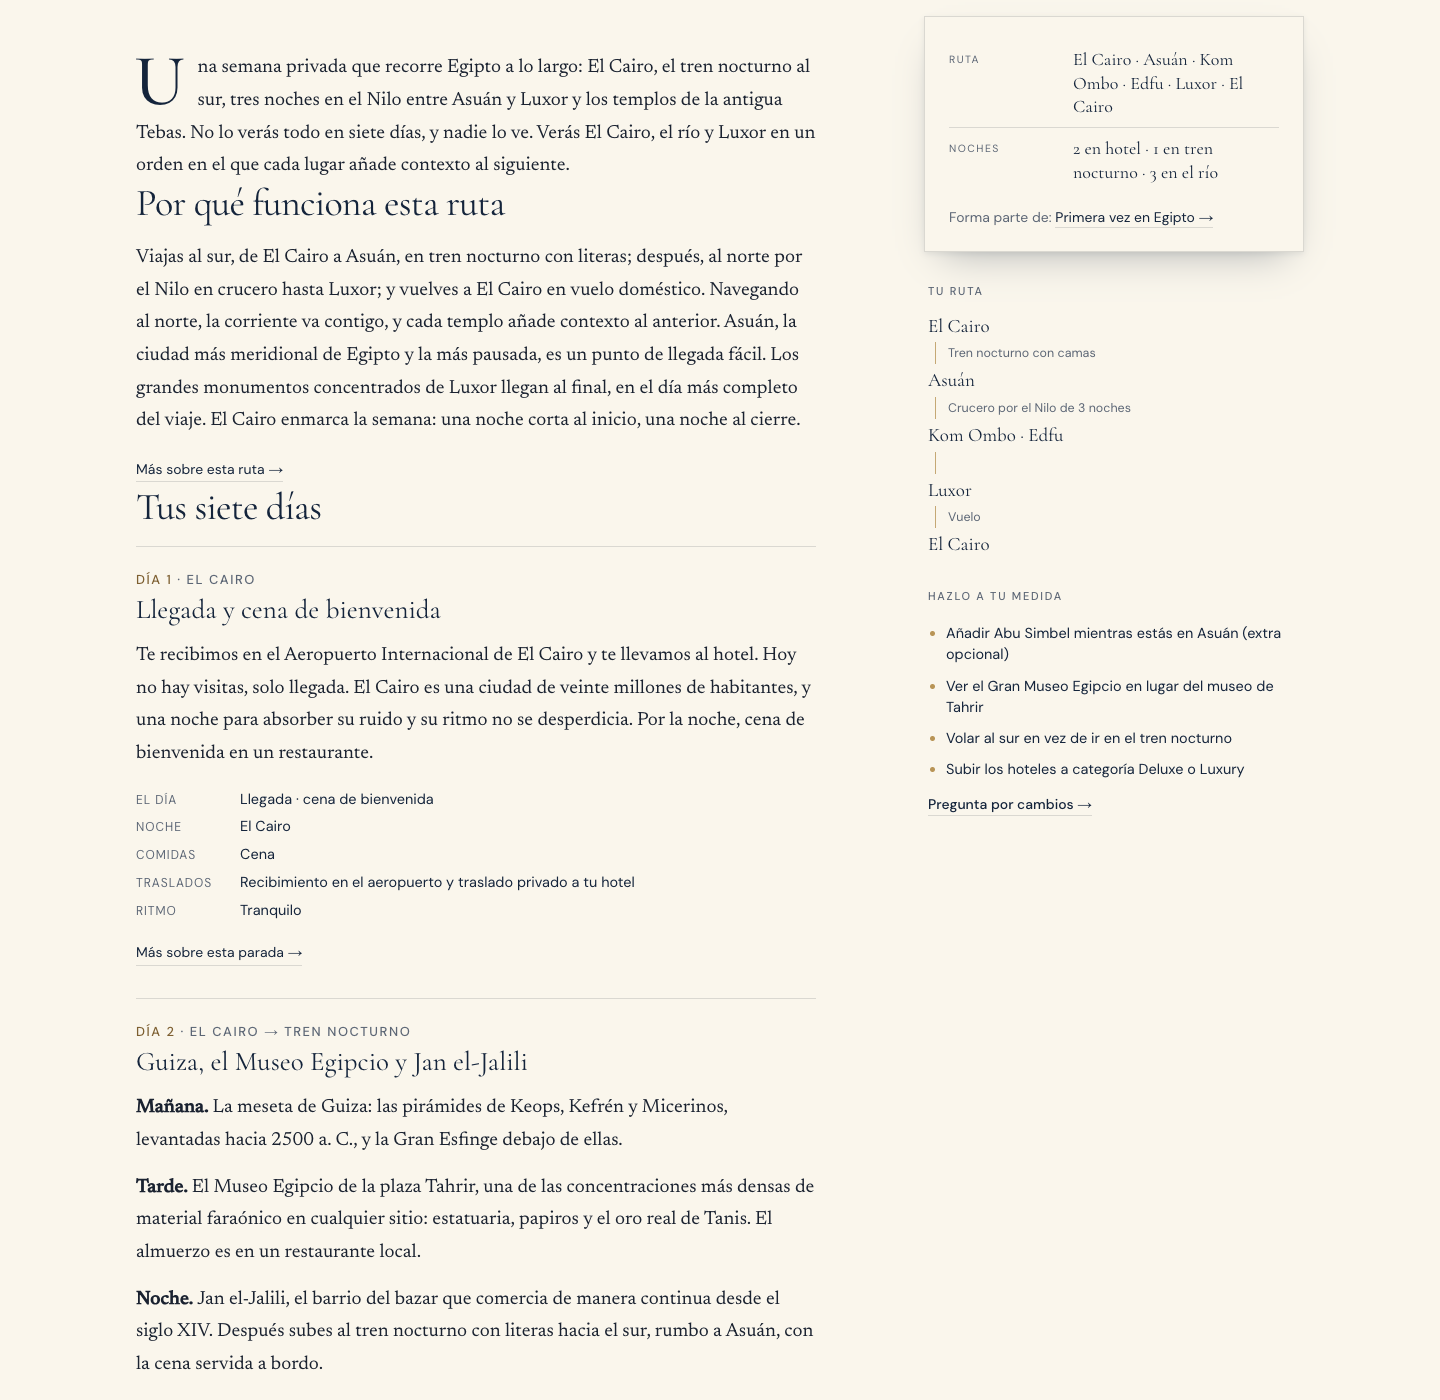 Una semana privada que recorre Egipto a lo largo: El Cairo, el tren nocturno al
sur, tres noches en el Nilo entre Asuán y Luxor y los templos de la antigua
Tebas. No lo verás todo en siete días, y nadie lo ve. Verás El Cairo, el río y Luxor en un
orden en el que cada lugar añade contexto al siguiente.
Por qué funciona esta ruta
Viajas al sur, de El Cairo a Asuán, en tren nocturno con literas; después, al norte por
el Nilo en crucero hasta Luxor; y vuelves a El Cairo en vuelo doméstico. Navegando
al norte, la corriente va contigo, y cada templo añade contexto al anterior. Asuán, la
ciudad más meridional de Egipto y la más pausada, es un punto de llegada fácil. Los
grandes monumentos concentrados de Luxor llegan al final, en el día más completo
del viaje. El Cairo enmarca la semana: una noche corta al inicio, una noche al cierre.
Más sobre esta ruta →
Tus siete días
DÍA 1 · EL CAIRO
Llegada y cena de bienvenida
Te recibimos en el Aeropuerto Internacional de El Cairo y te llevamos al hotel. Hoy
no hay visitas, solo llegada. El Cairo es una ciudad de veinte millones de habitantes, y
una noche para absorber su ruido y su ritmo no se desperdicia. Por la noche, cena de
bienvenida en un restaurante.
EL DÍA Llegada · cena de bienvenida
NOCHE El Cairo
COMIDAS Cena
TRASLADOS Recibimiento en el aeropuerto y traslado privado a tu hotel
RITMO Tranquilo
Más sobre esta parada →
DÍA 2 · EL CAIRO → TREN NOCTURNO
Guiza, el Museo Egipcio y Jan el-Jalili
Mañana. La meseta de Guiza: las pirámides de Keops, Kefrén y Micerinos,
levantadas hacia 2500 a. C., y la Gran Esfinge debajo de ellas.
Tarde. El Museo Egipcio de la plaza Tahrir, una de las concentraciones más densas de
material faraónico en cualquier sitio: estatuaria, papiros y el oro real de Tanis. El
almuerzo es en un restaurante local.
Noche. Jan el-Jalili, el barrio del bazar que comercia de manera continua desde el
siglo XIV. Después subes al tren nocturno con literas hacia el sur, rumbo a Asuán, con
la cena servida a bordo.
RUTA El Cairo · Asuán · Kom
Ombo · Edfu · Luxor · El
Cairo
NOCHES 2 en hotel · 1 en tren
nocturno · 3 en el río
Forma parte de: Primera vez en Egipto →
TU RUTA
El Cairo
Tren nocturno con camas
Asuán
Crucero por el Nilo de 3 noches
Kom Ombo · Edfu
Luxor
Vuelo
El Cairo
HAZLO A TU MEDIDA
• Añadir Abu Simbel mientras estás en Asuán (extra
opcional)
• Ver el Gran Museo Egipcio en lugar del museo de
Tahrir
• Volar al sur en vez de ir en el tren nocturno
• Subir los hoteles a categoría Deluxe o Luxury
Pregunta por cambios →